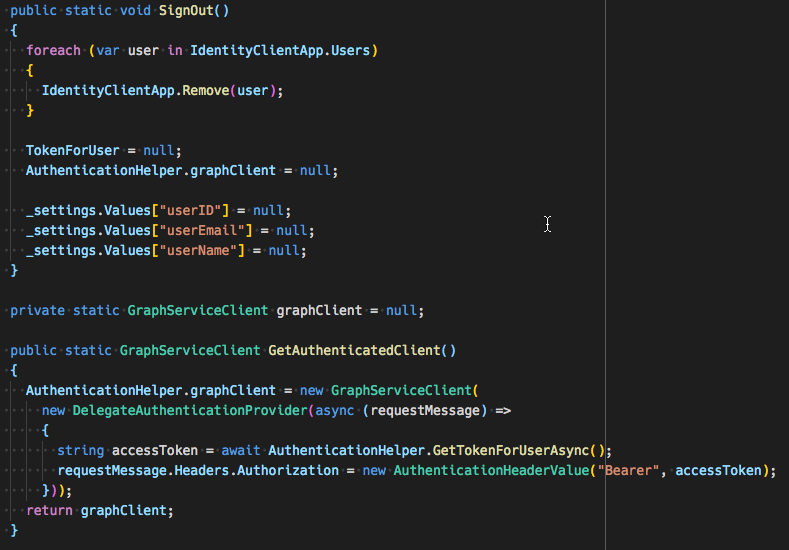 public static void SignOut()
{
  foreach (var user in IdentityClientApp.Users)
  {
    IdentityClientApp.Remove(user);
  }

  TokenForUser = null;
  AuthenticationHelper.graphClient = null;

  _settings.Values["userID"] = null;
  _settings.Values["userEmail"] = null;
  _settings.Values["userName"] = null;
}

private static GraphServiceClient graphClient = null;

public static GraphServiceClient GetAuthenticatedClient()
{
  AuthenticationHelper.graphClient = new GraphServiceClient(
    new DelegateAuthenticationProvider(async (requestMessage) =>
    {
      string accessToken = await AuthenticationHelper.GetTokenForUserAsync();
      requestMessage.Headers.Authorization = new AuthenticationHeaderValue("Bearer", accessToken);
    }));
  return graphClient;
}